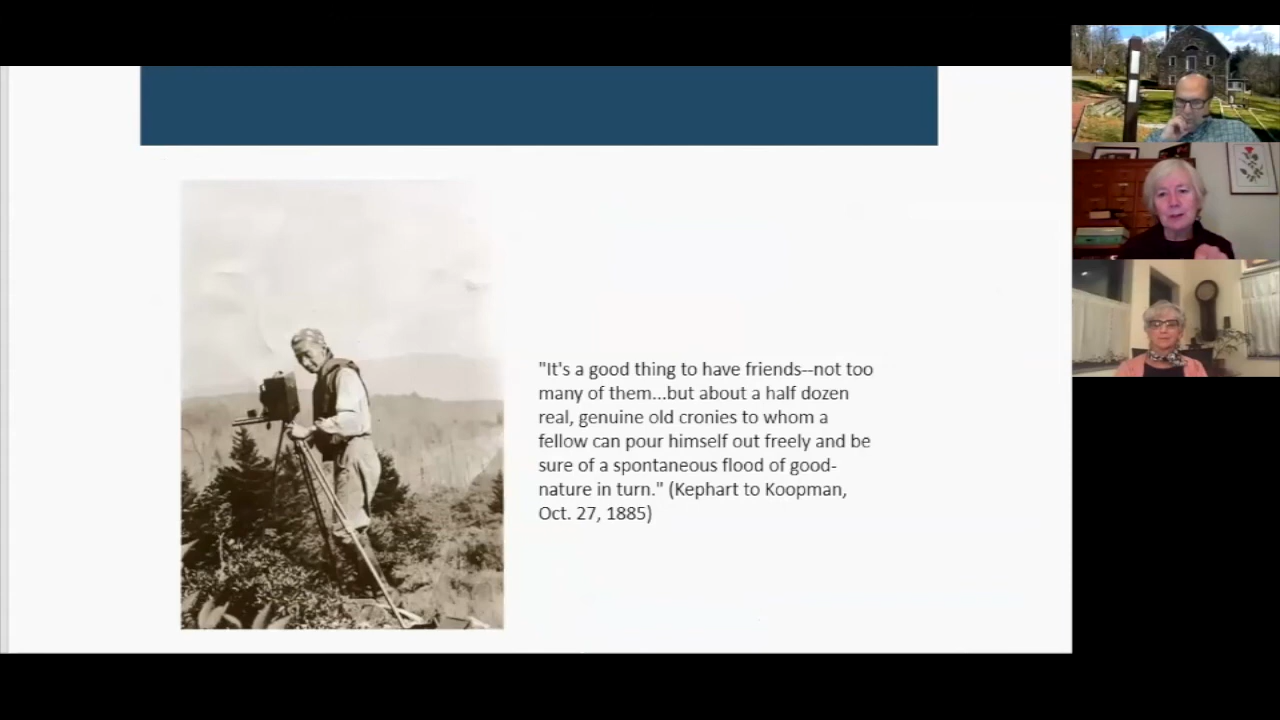 "It's a good thing to have friends--not too
many of them...but about a half dozen
real, genuine old cronies to whom a
fellow can pour himself out freely and be
sure of a spontaneous flood of good-
nature in turn." (Kephart to Koopman,
Oct. 27, 1885)